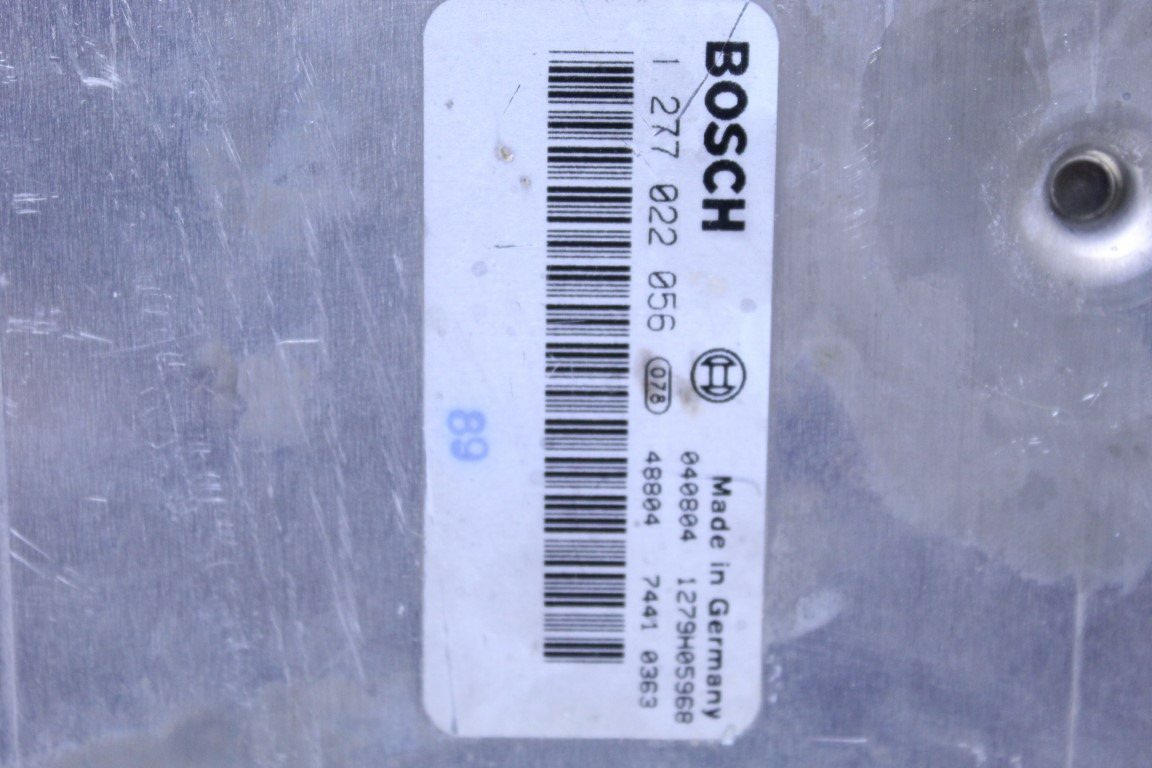 BOSCH
Made in Germany
040804 1279H05968
1 277 022 056
078
48804 7441 0363
89